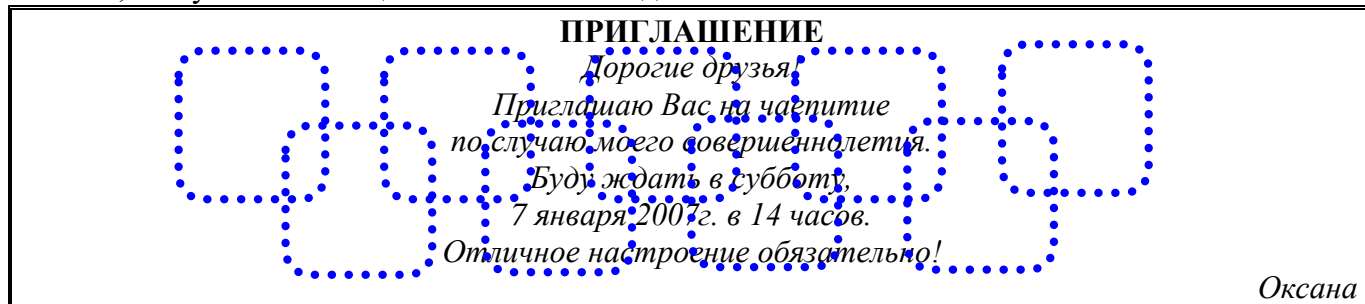 ПРИГЛАШЕНИЕ
Дорогие друзья!
Приглашаю Вас на чаепитие
по случаю моего совершеннолетия.
Буду ждать в субботу,
7 января 2007г. в 14 часов.
Отличное настроение обязательно!
Оксана